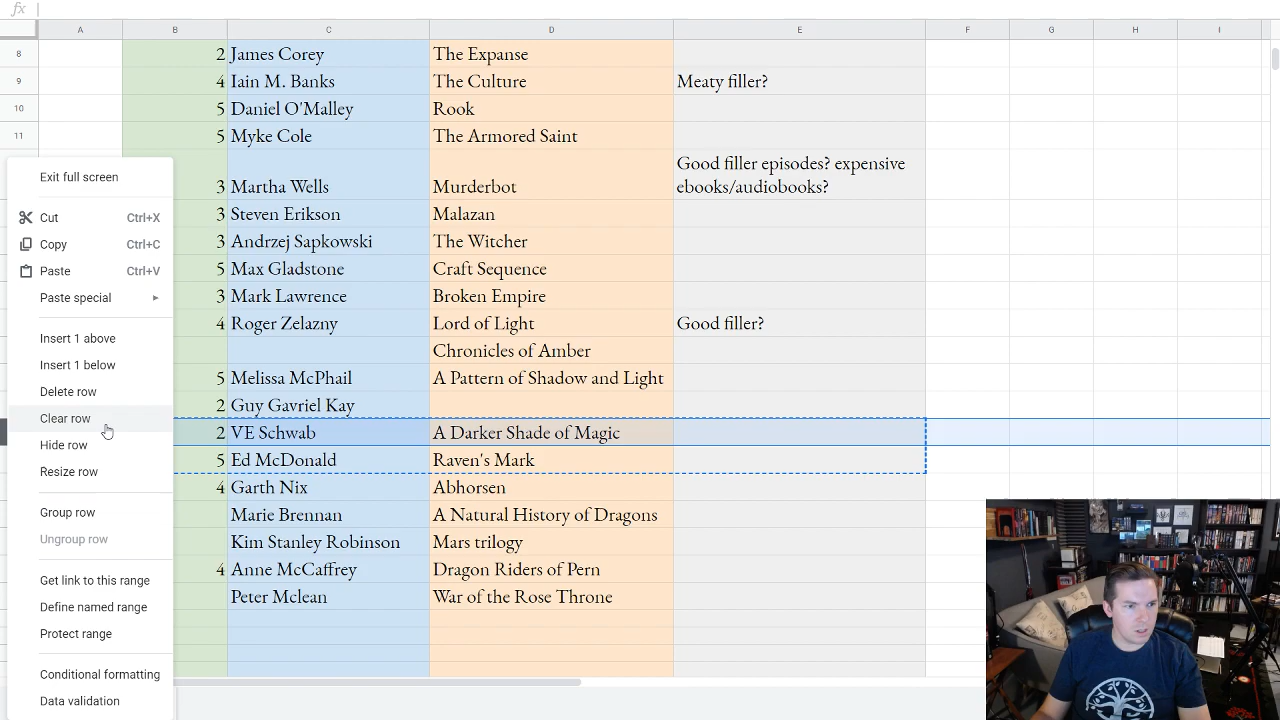 fx
A B C D E F G H I
8 2 James Corey The Expanse
9 4 Iain M. Banks The Culture Meaty filler?
10 5 Daniel O'Malley Rook
11 5 Myke Cole The Armored Saint
Good filler episodes? expensive
3 Martha Wells Murderbot ebooks/audiobooks?
3 Steven Erikson Malazan
3 Andrzej Sapkowski The Witcher
5 Max Gladstone Craft Sequence
3 Mark Lawrence Broken Empire
4 Roger Zelazny Lord of Light Good filler?
Chronicles of Amber
5 Melissa McPhail A Pattern of Shadow and Light
2 Guy Gavriel Kay
2 VE Schwab A Darker Shade of Magic
5 Ed McDonald Raven's Mark
4 Garth Nix Abhorsen
Marie Brennan A Natural History of Dragons
Kim Stanley Robinson Mars trilogy
4 Anne McCaffrey Dragon Riders of Pern
Peter Mclean War of the Rose Throne
Exit full screen
Cut Ctrl+X
Copy Ctrl+C
Paste Ctrl+V
Paste special
Insert 1 above
Insert 1 below
Delete row
Clear row
Hide row
Resize row
Group row
Ungroup row
Get link to this range
Define named range
Protect range
Conditional formatting
Data validation